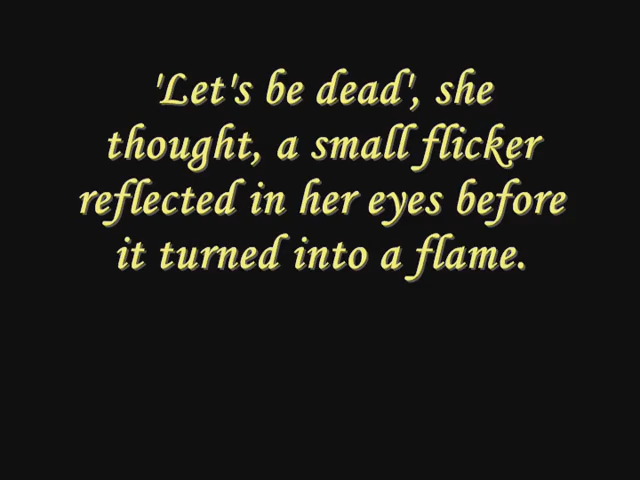 'Let's be dead', she
thought, a small flicker
reflected in her eyes before
it turned into a flame.